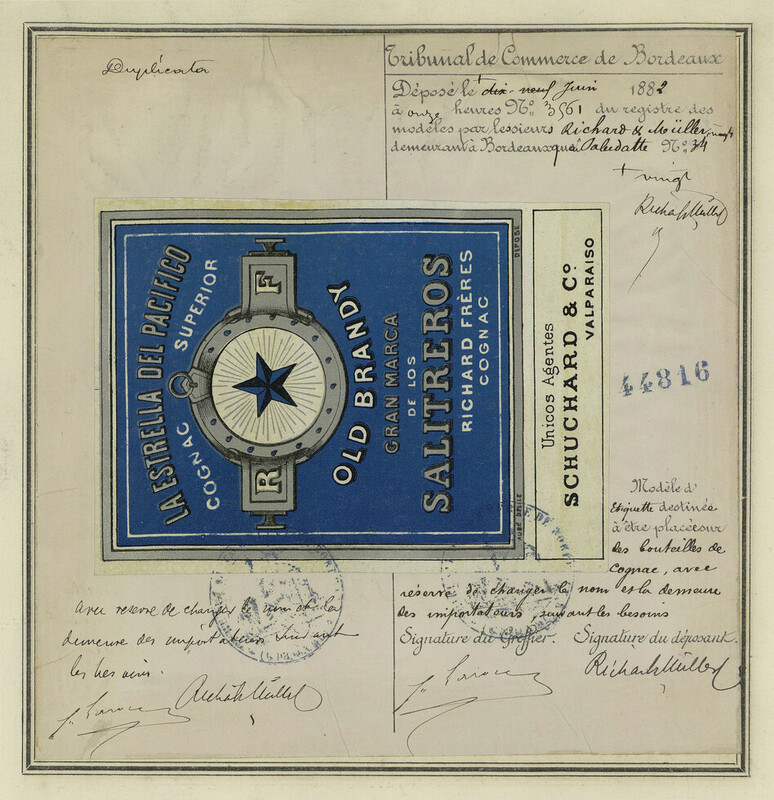 Duplicata
Tribunal de Commerce de Bordeaux
Déposé le + dix-neuf Juin 1882
à onze heures No. 3561 du registre des
modèles par les sieurs Richard & Müller,
demeurant à Bordeaux quai Paludatte No. 34
+ vingt
Richard & Müller
LA ESTRELLA DEL PACIFICO
COGNAC SUPERIOR
R F
OLD BRANDY
GRAN MARCA
DE LOS
SALITREROS
RICHARD FRÈRES
COGNAC
DÉPOSÉ
Unicos Agentes
SCHUCHARD & Co
VALPARAISO
44816
Modèle d'
Etiquette destinée
à être placée sur
des bouteilles de
cognac, avec
réserve de changer le nom et la demeure
des importateurs, suivant les besoins
Signature du Greffier. Signature du déposant.
Richard & Müller
avec reserve de changer le nom et la
demeure des importateurs suivant
les besoins.
Richard & Müller